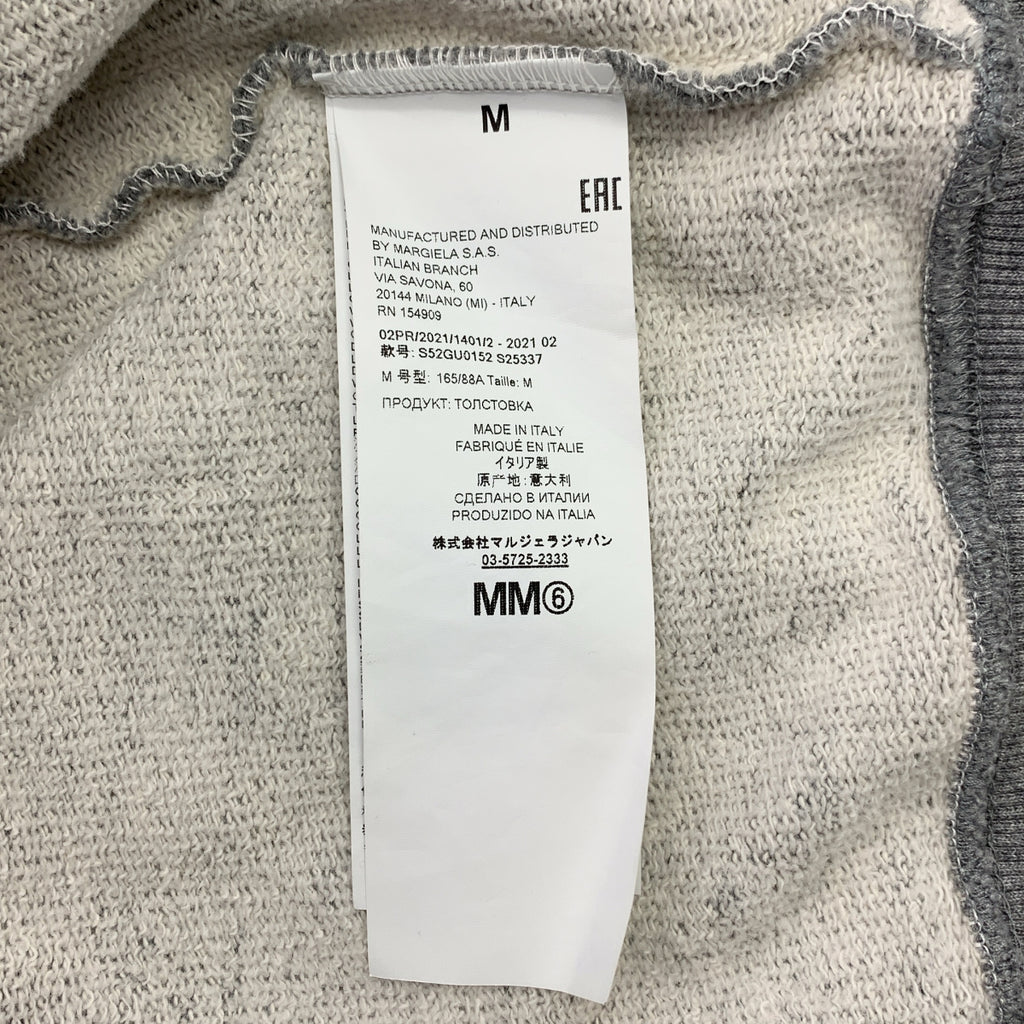 M
EAC
MANUFACTURED AND DISTRIBUTED
BY MARGIELA S.A.S.
ITALIAN BRANCH
VIA SAVONA, 60
20144 MILANO (MI) - ITALY
RN 154909
02PR/2021/1401/2 - 2021 02
款号: S52GU0152 S25337
M 号型: 165/88A Taille: M
ПРОДУКТ: ТОЛСТОВКА
MADE IN ITALY
FABRIQUÉ EN ITALIE
イタリア製
原产地:意大利
СДЕЛАНО В ИТАЛИИ
PRODUZIDO NA ITALIA
株式会社マルジェラジャパン
03-5725-2333
MM⑥